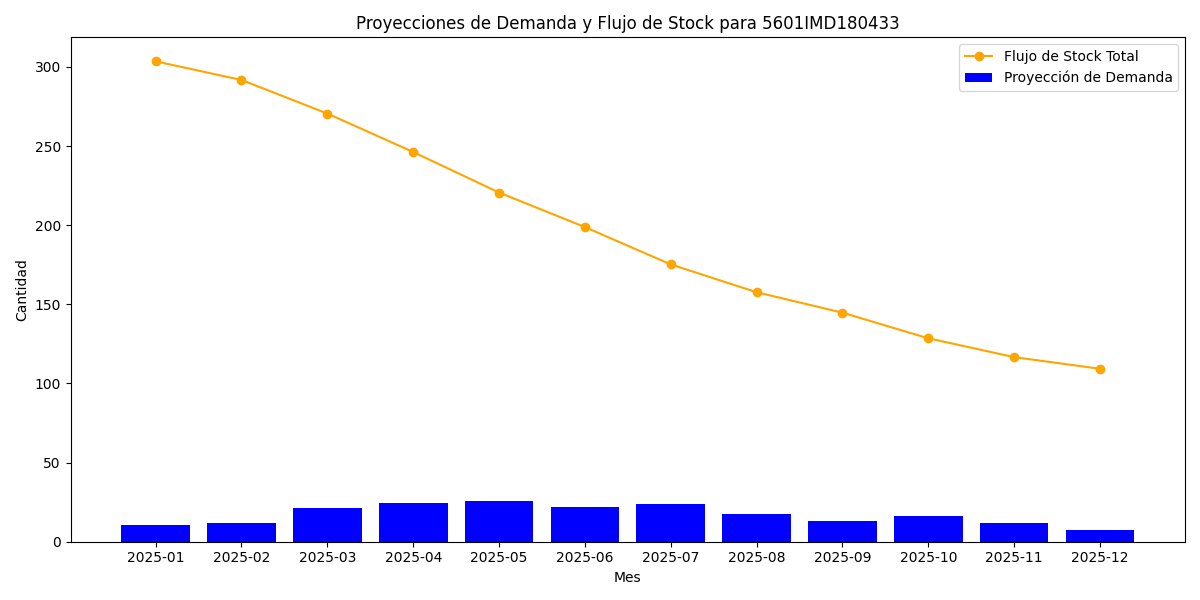 Proyecciones de Demanda y Flujo de Stock para 5601IMD180433
Flujo de Stock Total
Proyección de Demanda
Cantidad
300
250
200
150
100
50
0
2025-01 2025-02 2025-03 2025-04 2025-05 2025-06 2025-07 2025-08 2025-09 2025-10 2025-11 2025-12
Mes